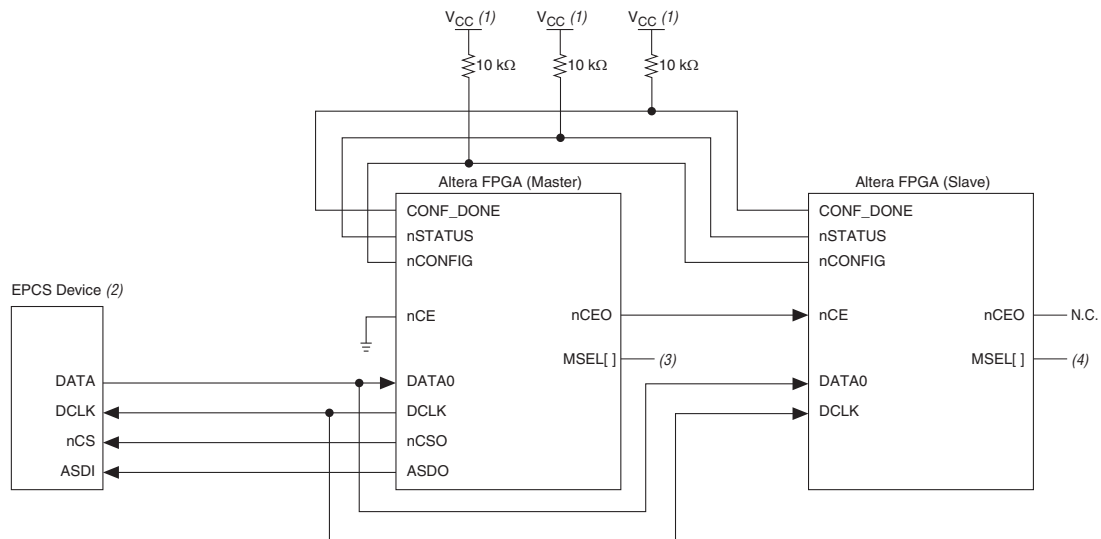 VCC (1) VCC (1) VCC (1)
10 kΩ 10 kΩ 10 kΩ
Altera FPGA (Master) Altera FPGA (Slave)
CONF_DONE CONF_DONE
nSTATUS nSTATUS
nCONFIG nCONFIG
EPCS Device (2)
nCE nCEO nCE nCEO N.C.
MSEL[ ] (3) MSEL[ ] (4)
DATA DATA0 DATA0
DCLK DCLK DCLK
nCS nCSO
ASDI ASDO